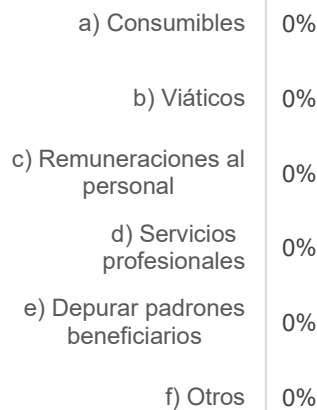 a) Consumibles 0%
b) Viáticos 0%
c) Remuneraciones al
personal 0%
d) Servicios
profesionales 0%
e) Depurar padrones
beneficiarios 0%
f) Otros 0%